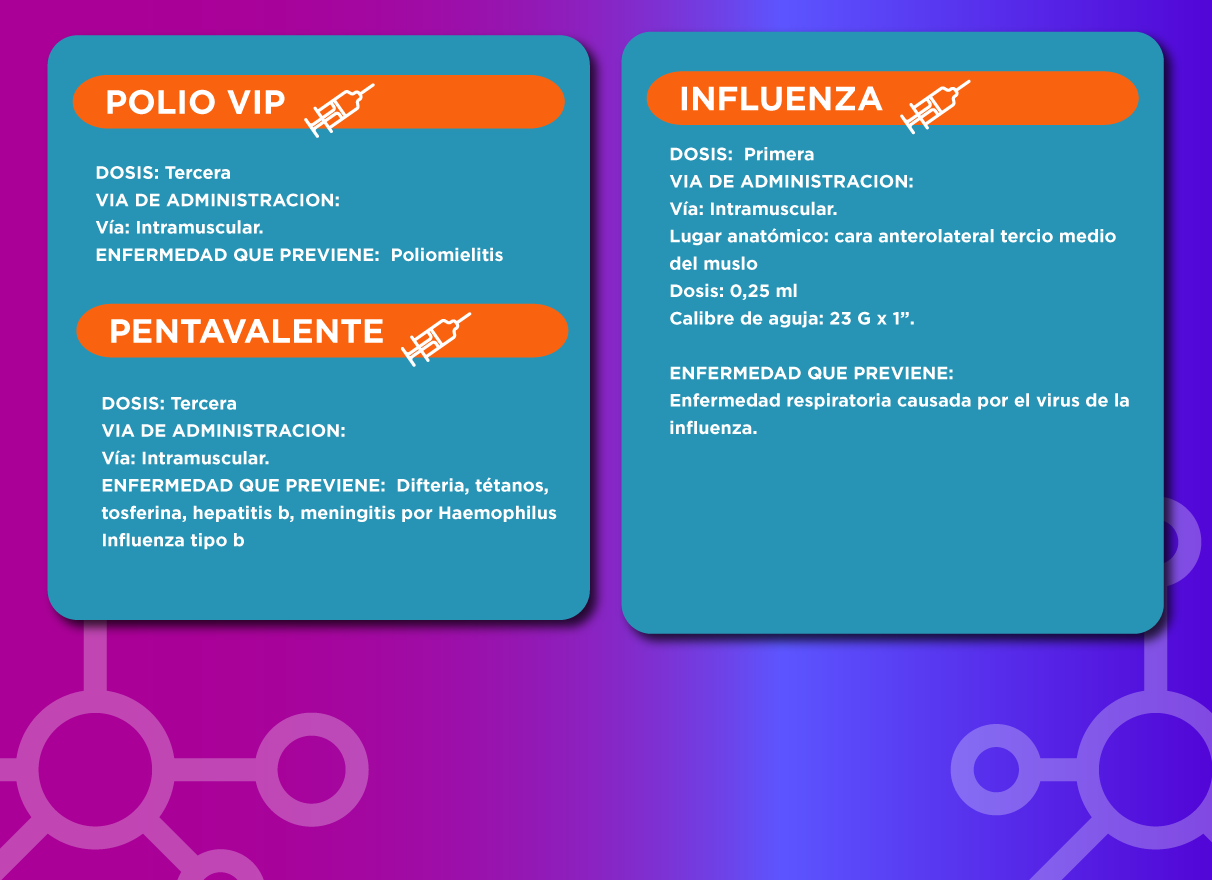 POLIO VIP
DOSIS: Tercera
VIA DE ADMINISTRACION:
Vía: Intramuscular.
ENFERMEDAD QUE PREVIENE: Poliomielitis
PENTAVALENTE
DOSIS: Tercera
VIA DE ADMINISTRACION:
Vía: Intramuscular.
ENFERMEDAD QUE PREVIENE: Difteria, tétanos,
tosferina, hepatitis b, meningitis por Haemophilus
Influenza tipo b
INFLUENZA
DOSIS: Primera
VIA DE ADMINISTRACION:
Vía: Intramuscular.
Lugar anatómico: cara anterolateral tercio medio
del muslo
Dosis: 0,25 ml
Calibre de aguja: 23 G x 1”.
ENFERMEDAD QUE PREVIENE:
Enfermedad respiratoria causada por el virus de la
influenza.